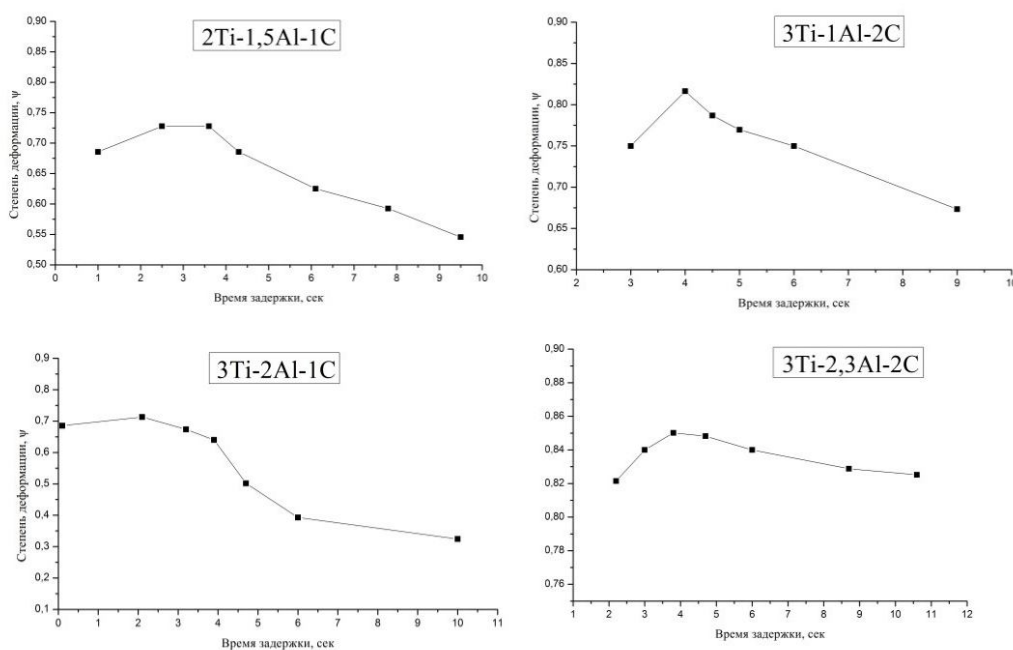 2Ti-1,5Al-1C
Степень деформации, ψ
0,90
0,85
0,80
0,75
0,70
0,65
0,60
0,55
0,50
0 1 2 3 4 5 6 7 8 9 10
Время задержки, сек
3Ti-1Al-2C
Степень деформации, ψ
0,90
0,85
0,80
0,75
0,70
0,65
0,60
2 3 4 5 6 7 8 9 10
Время задержки, сек
3Ti-2Al-1C
Степень деформации, ψ
0,9
0,8
0,7
0,6
0,5
0,4
0,3
0,2
0,1
0 1 2 3 4 5 6 7 8 9 10 11
Время задержки, сек
3Ti-2,3Al-2C
Степень деформации, ψ
0,90
0,88
0,86
0,84
0,82
0,80
0,78
0,76
1 2 3 4 5 6 7 8 9 10 11 12
Время задержки, сек